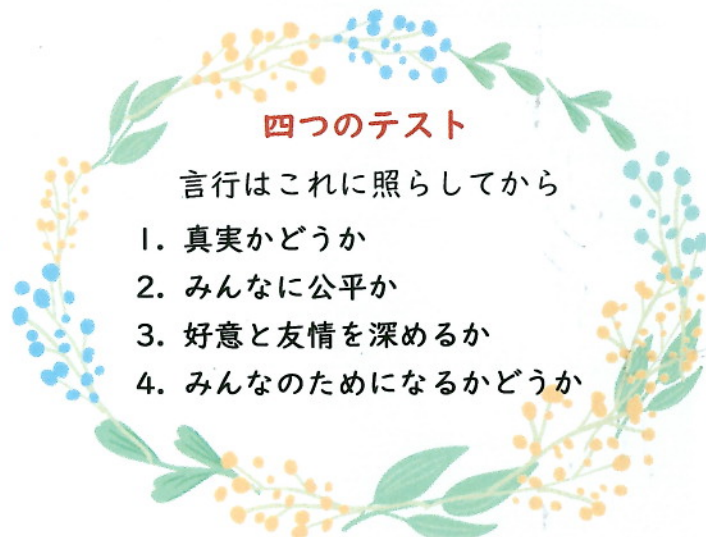 四つのテスト
言行はこれに照らしてから
1. 真実かどうか
2. みんなに公平か
3. 好意と友情を深めるか
4. みんなのためになるかどうか